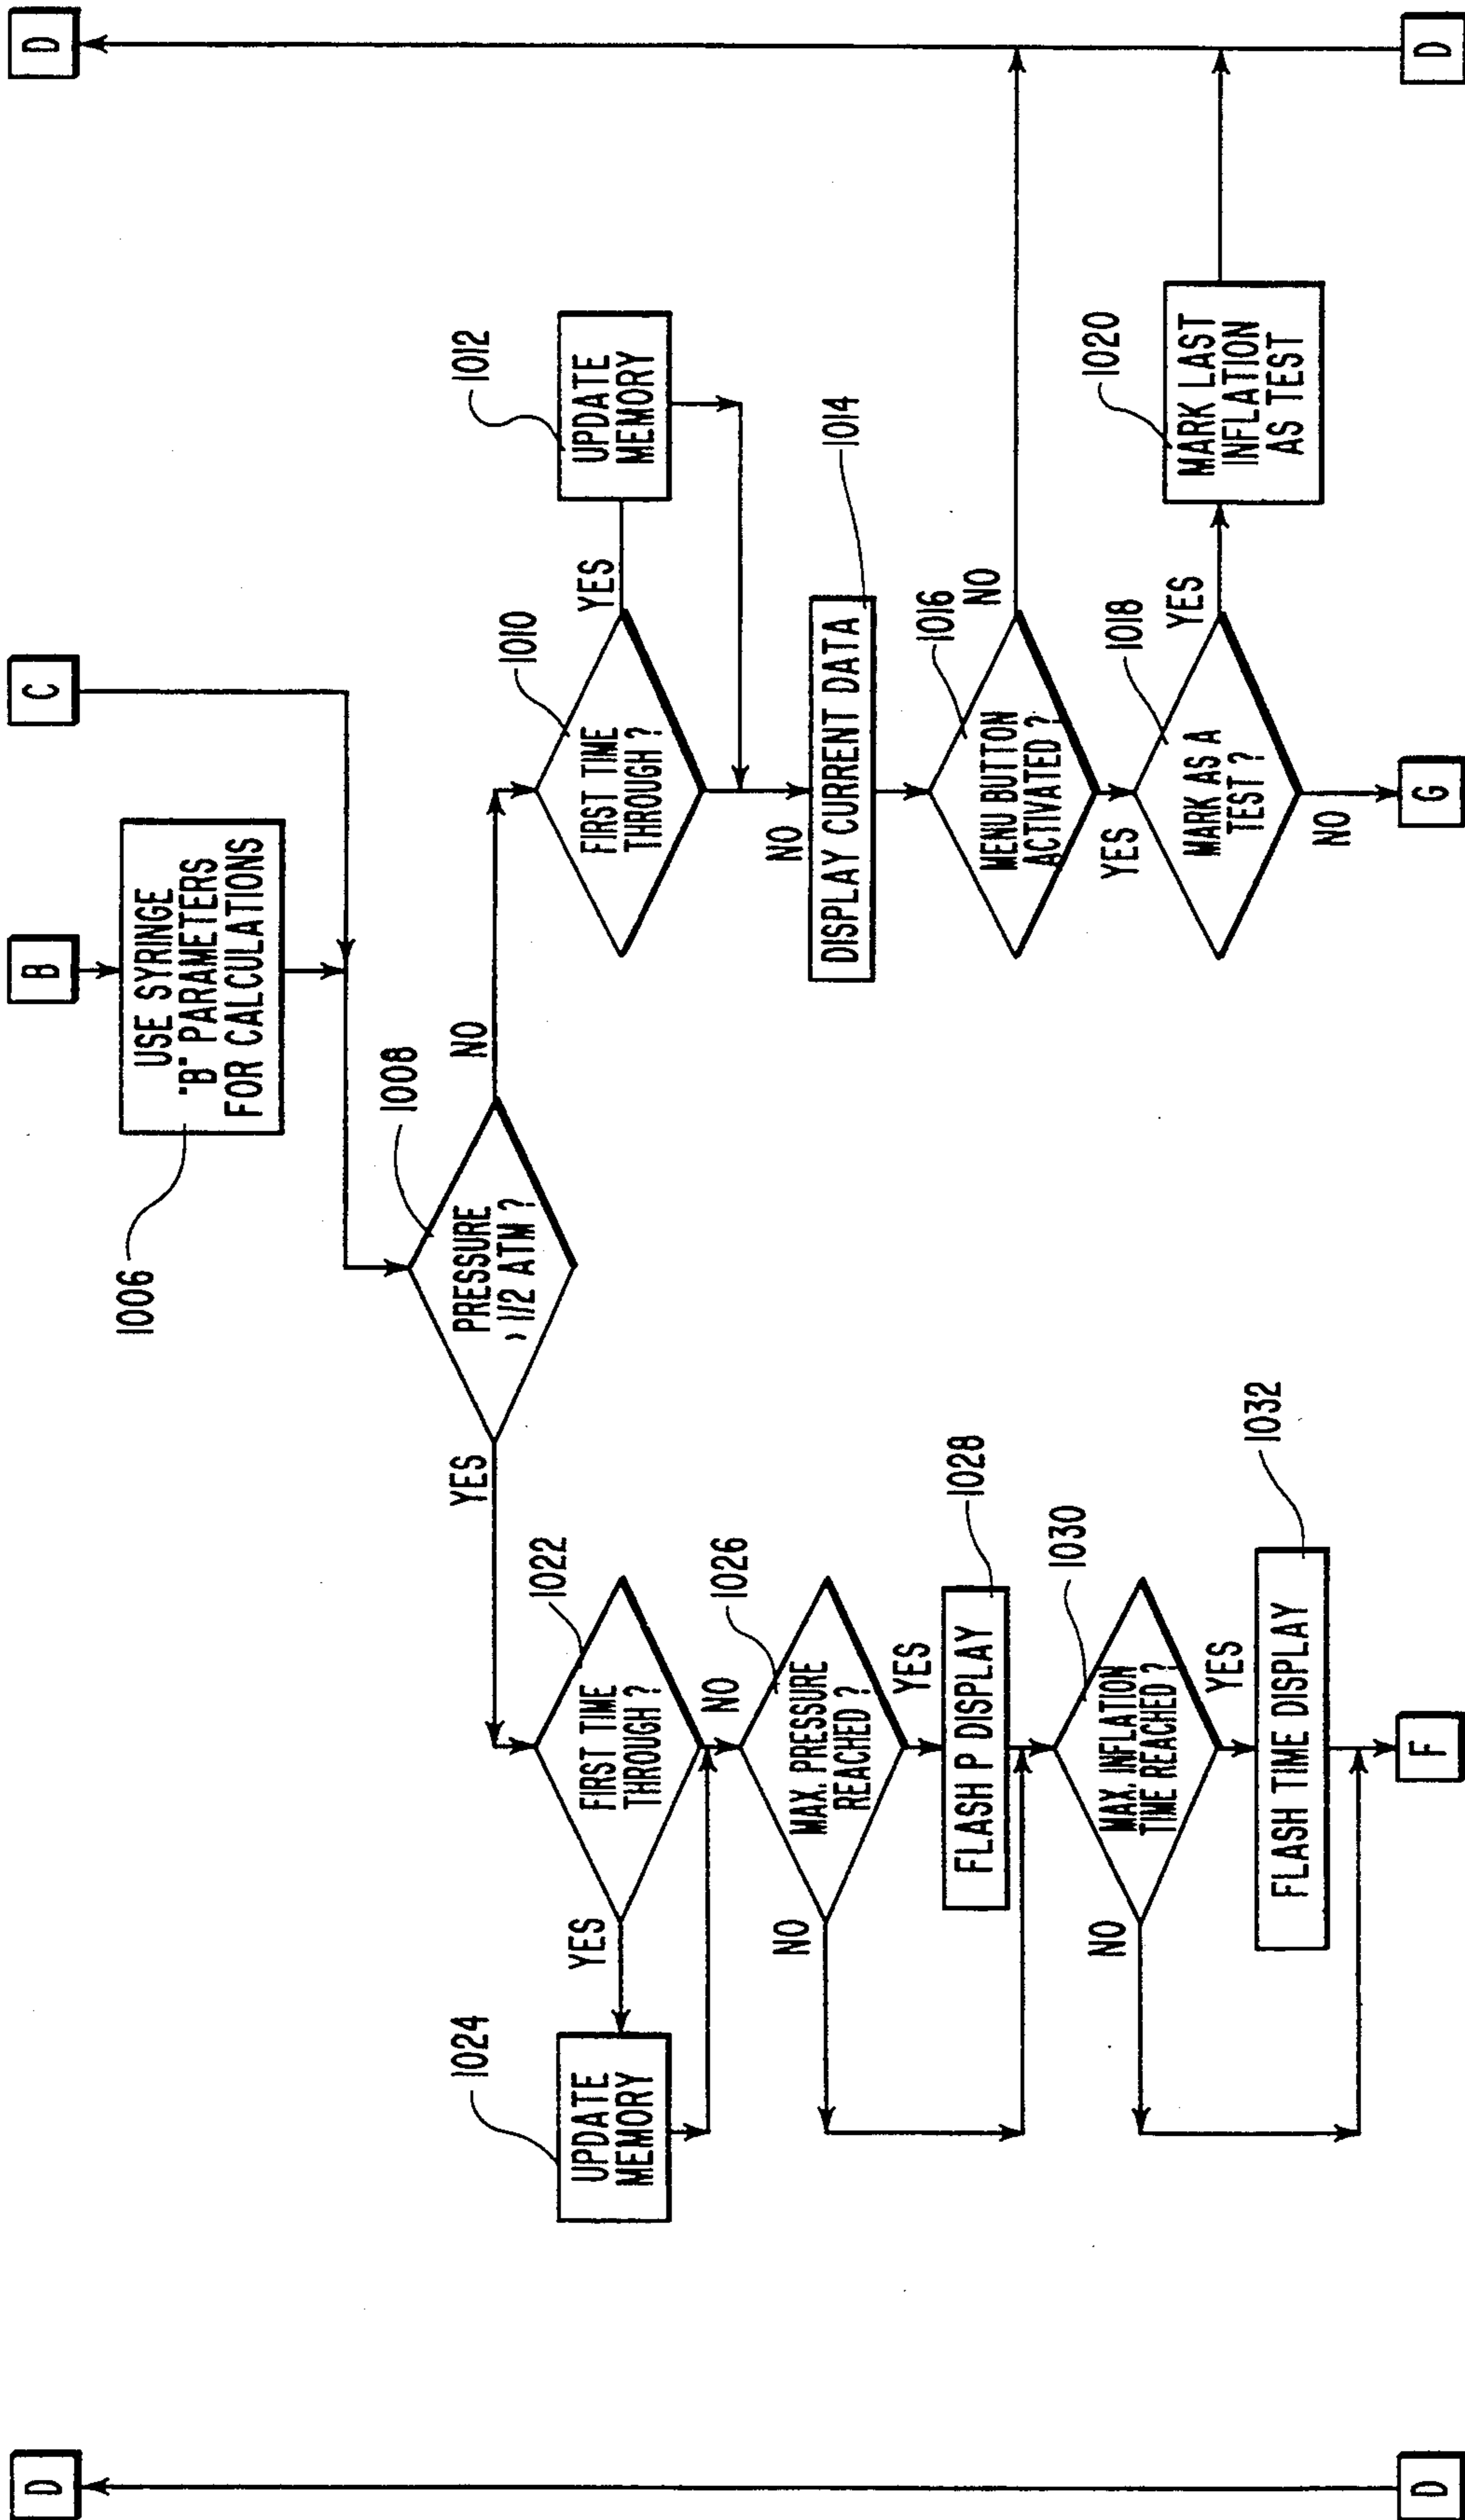 D
B
C
D
1006
USE SYRINGE
"B" PARAMETERS
FOR CALCULATIONS
1008
PRESSURE
> 1/2 ATM ?
YES
NO
1022
FIRST TIME
THROUGH ?
YES
NO
1024
UPDATE
MEMORY
1026
MAX. PRESSURE
REACHED ?
NO
YES
1028
FLASH P DISPLAY
1030
MAX. INFLATION
TIME REACHED ?
NO
YES
1032
FLASH TIME DISPLAY
F
1010
FIRST TIME
THROUGH ?
YES
NO
1012
UPDATE
MEMORY
1014
DISPLAY CURRENT DATA
1016
MENU BUTTON
ACTIVATED ?
NO
YES
1018
MARK AS A
TEST ?
YES
NO
1020
MARK LAST
INFLATION
AS TEST
G
D
D